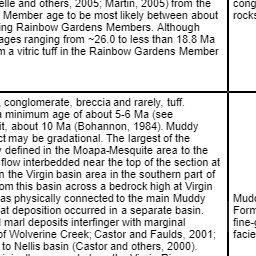 elle and others, 2005; Martin, 2005) from the
Member age to be most likely between about
ing Rainbow Gardens Members. Although
ages ranging from ~26.0 to less than 18.8 Ma
m a vitric tuff in the Rainbow Gardens Member
cong
rocks
, conglomerate, breccia and rarely, tuff.
a minimum age of about 5-6 Ma (see
it, about 10 Ma (Bohannon, 1984). Muddy
ct may be gradational. The largest of the
y defined in the Moapa-Mesquite area to the
flow interbedded near the top of the section at
om the Virgin basin area in the southern part of
om this basin across a bedrock high at Virgin
as physically connected to the main Muddy
at deposition occurred in a separate basin.
l marl deposits interfinger with marginal
of Wolverine Creek; Castor and Faulds, 2001;
to Nellis basin (Castor and others, 2000).
Mudd
Form
fine-g
facie